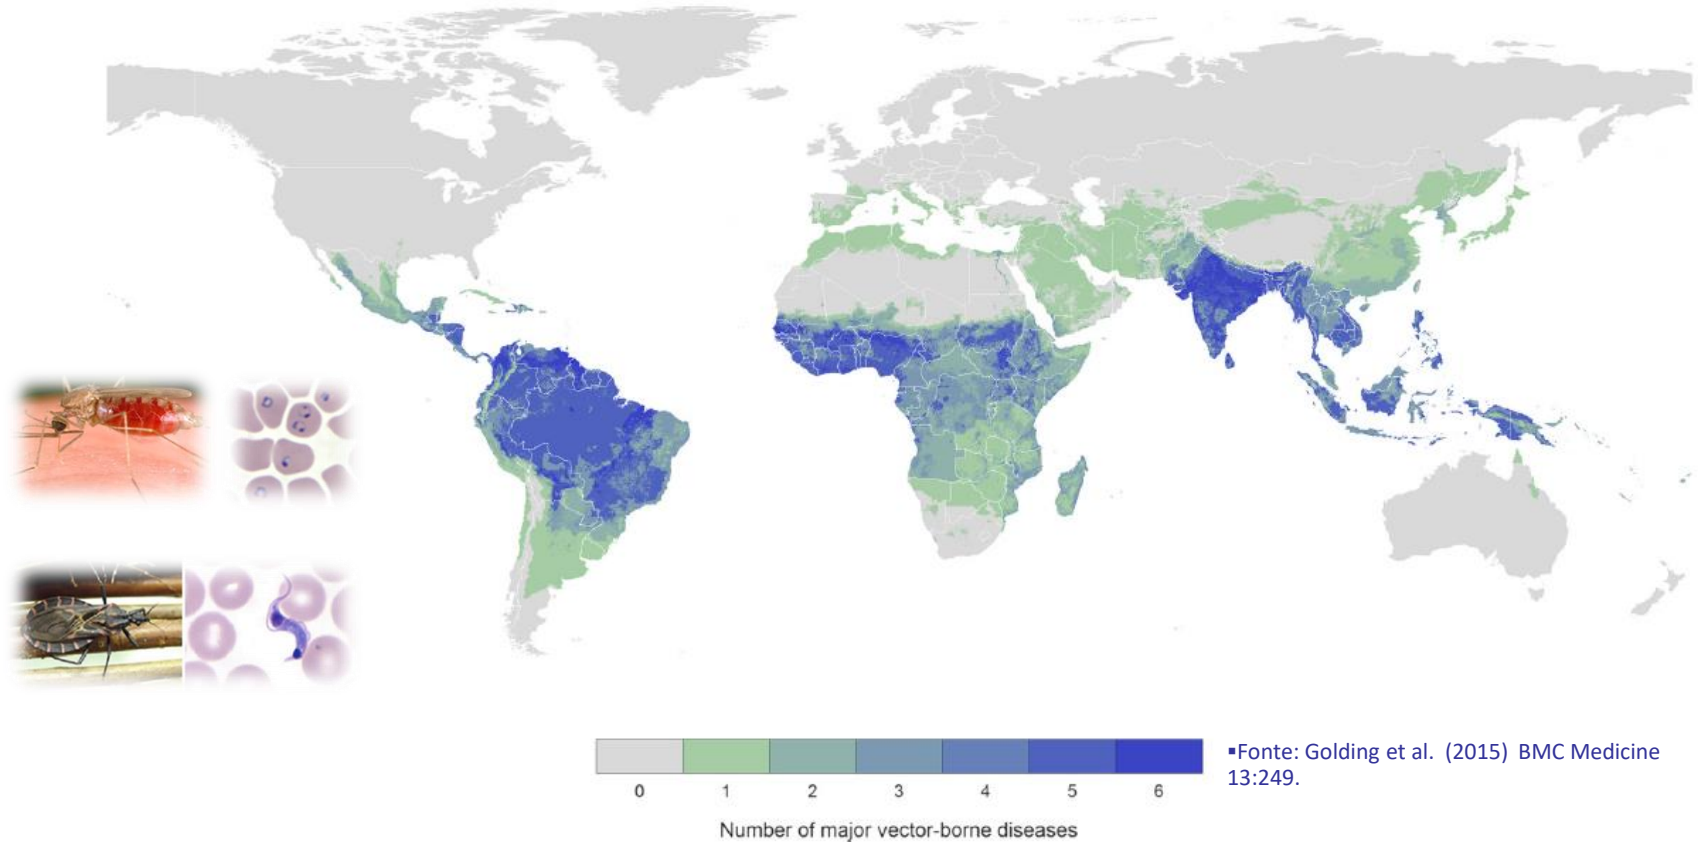 0 1 2 3 4 5 6
Number of major vector-borne diseases
▪Fonte: Golding et al. (2015) BMC Medicine
13:249.